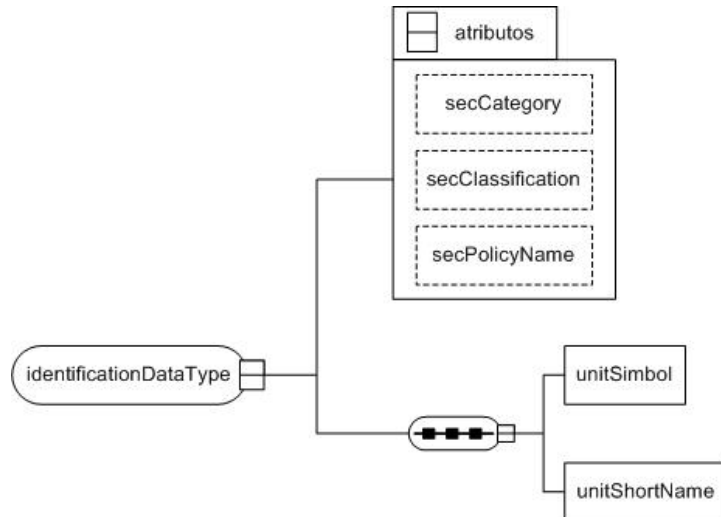 atributos
secCategory
secClassification
secPolicyName
identificationDataType
unitSimbol
unitShortName